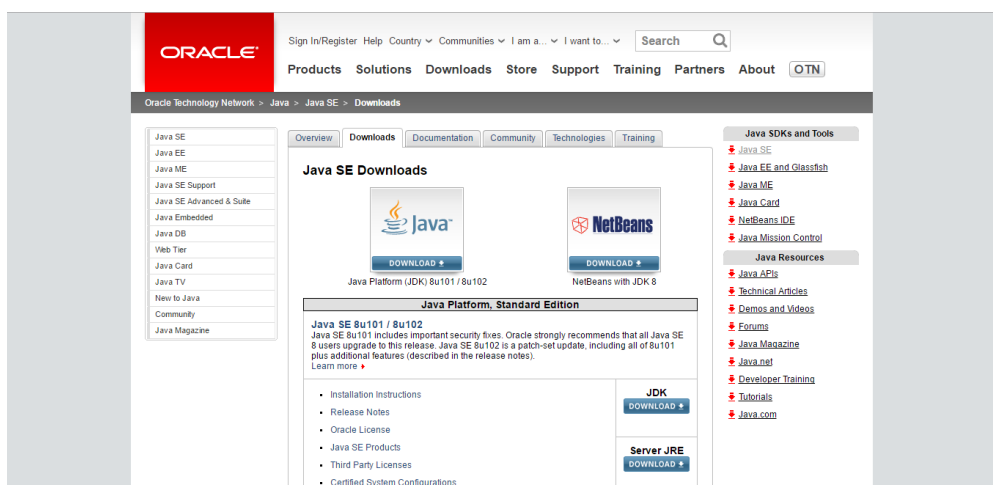 ORACLE
Sign In/Register Help Country Communities I am a... I want to... Search
Products Solutions Downloads Store Support Training Partners About OTN
Oracle Technology Network > Java > Java SE > Downloads
Java SE
Java EE
Java ME
Java SE Support
Java SE Advanced & Suite
Java Embedded
Java DB
Web Tier
Java Card
Java TV
New to Java
Community
Java Magazine
Overview Downloads Documentation Community Technologies Training
Java SE Downloads
Java
DOWNLOAD
Java Platform (JDK) 8u101 / 8u102
NetBeans
DOWNLOAD
NetBeans with JDK 8
Java Platform, Standard Edition
Java SE 8u101 / 8u102
Java SE 8u101 includes important security fixes. Oracle strongly recommends that all Java SE
8 users upgrade to this release. Java SE 8u102 is a patch-set update, including all of 8u101
plus additional features (described in the release notes).
Learn more
Installation Instructions
Release Notes
Oracle License
Java SE Products
Third Party Licenses
Certified System Configurations
JDK
DOWNLOAD
Server JRE
DOWNLOAD
Java SDKs and Tools
Java SE
Java EE and Glassfish
Java ME
Java Card
NetBeans IDE
Java Mission Control
Java Resources
Java APIs
Technical Articles
Demos and Videos
Forums
Java Magazine
Java.net
Developer Training
Tutorials
Java.com